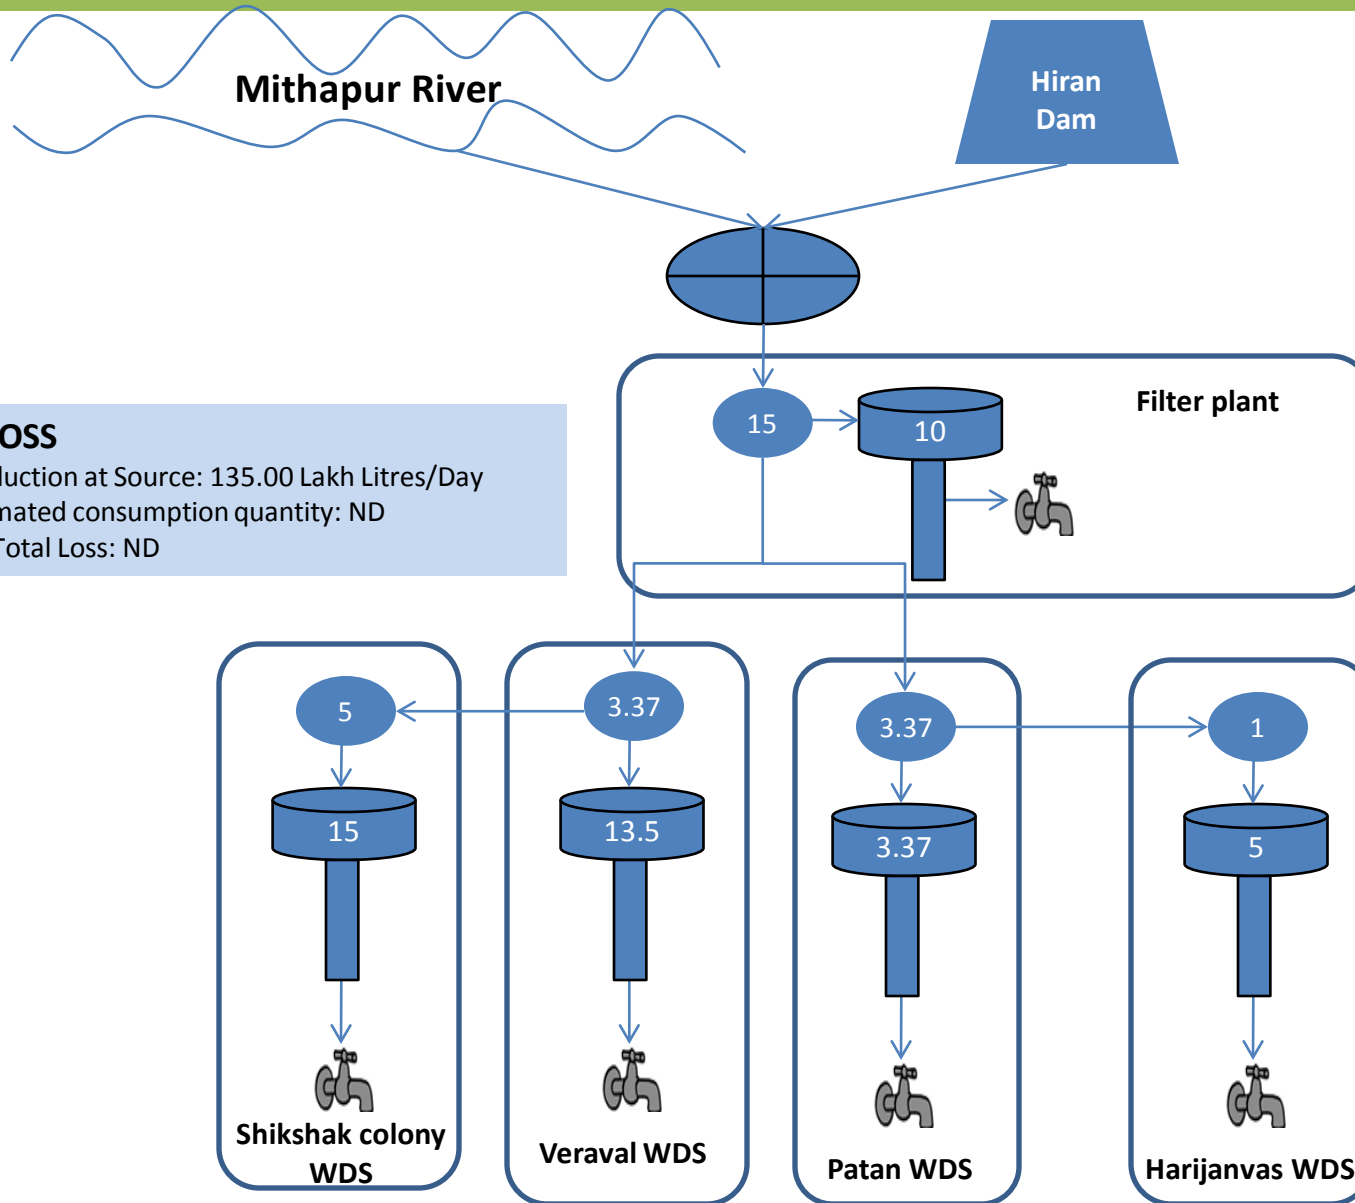 Mithapur River
Hiran
Dam
Filter plant
15
10
OSS
luction at Source: 135.00 Lakh Litres/Day
mated consumption quantity: ND
Total Loss: ND
5
3.37
3.37
1
15
13.5
3.37
5
Shikshak colony
WDS
Veraval WDS
Patan WDS
Harijanvas WDS